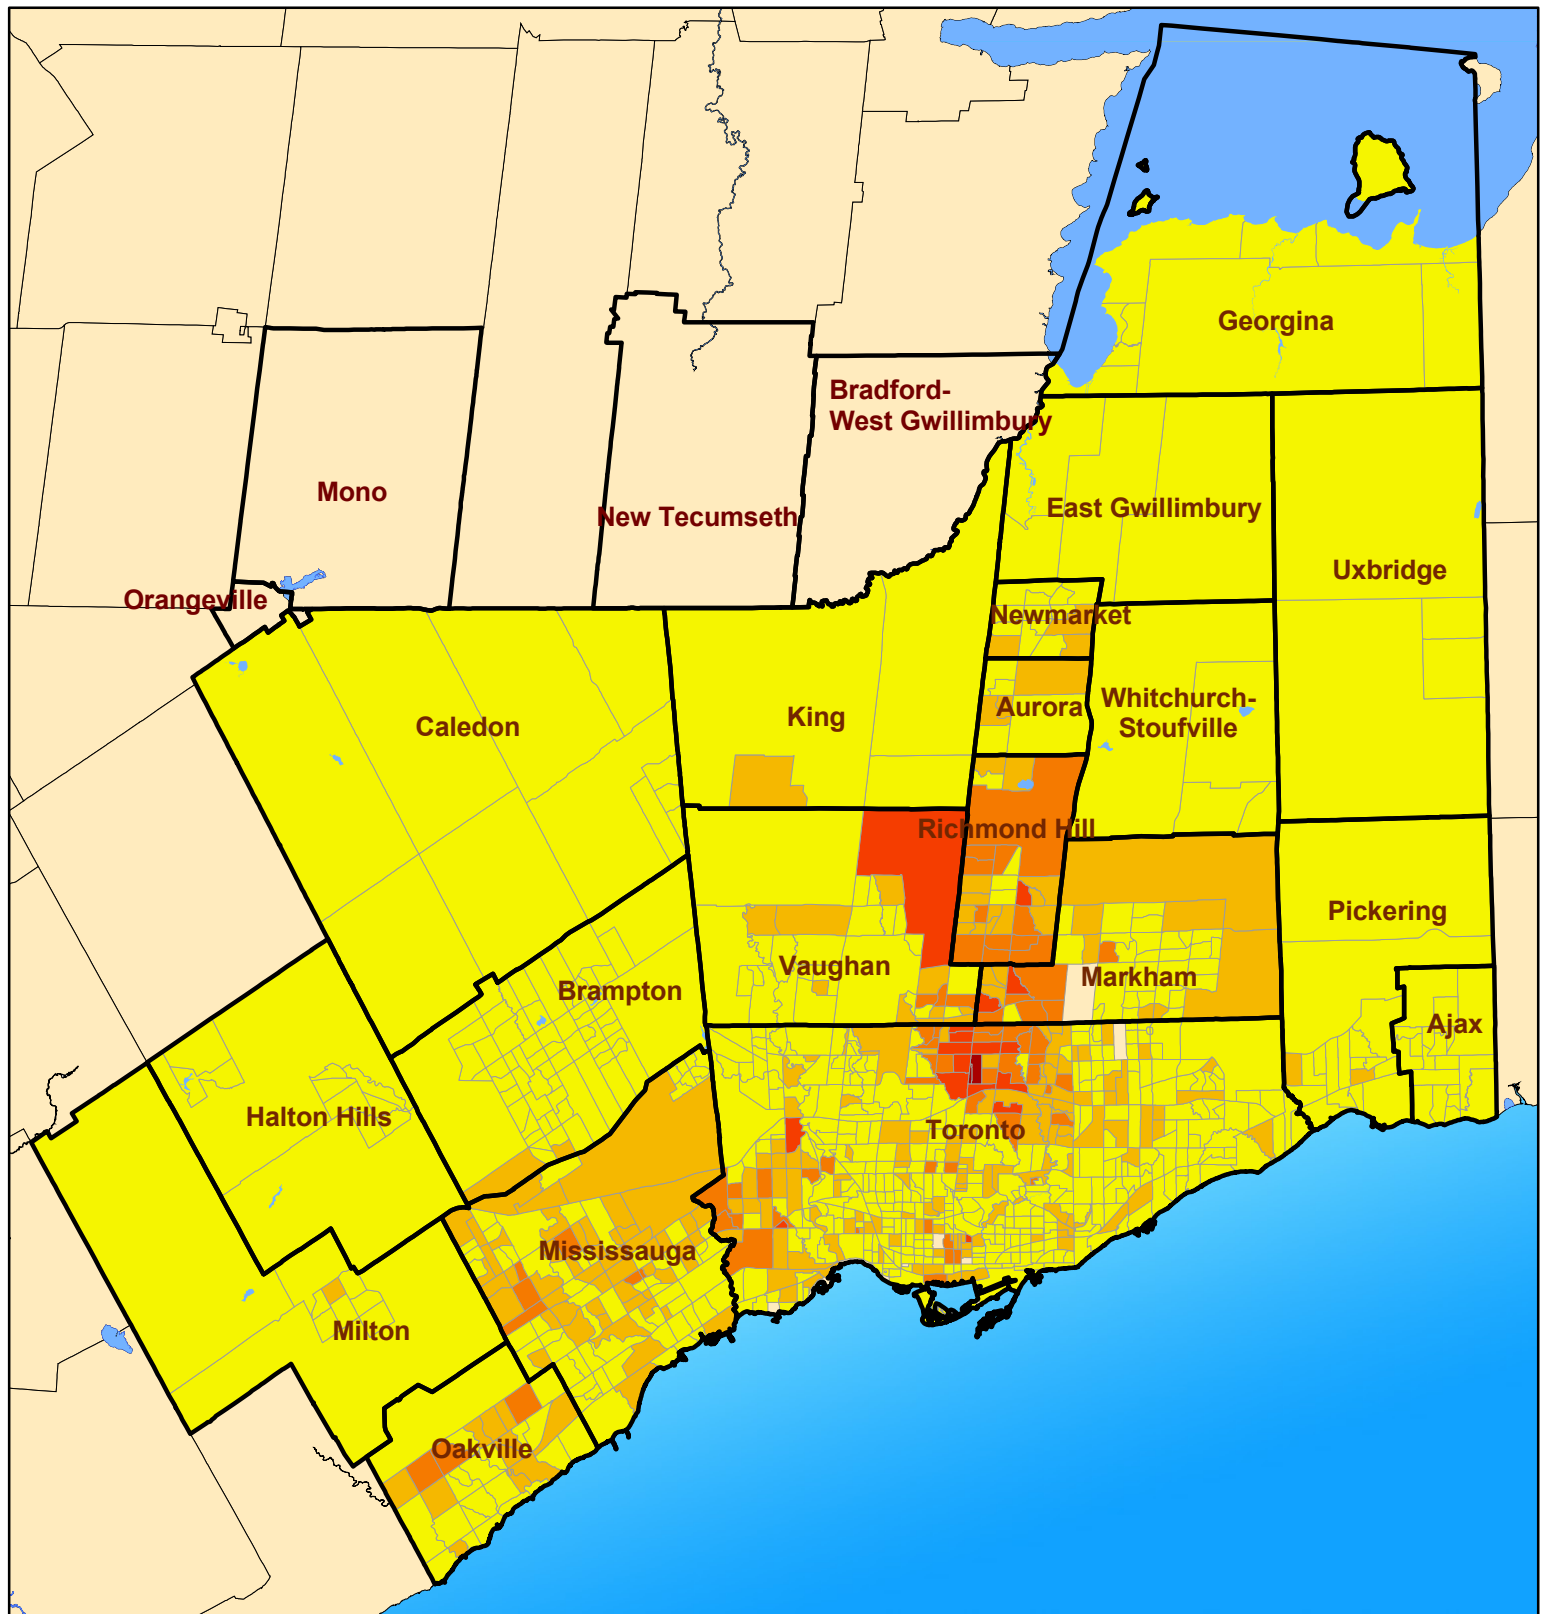 Georgina
Bradford-
West Gwillimbury
Mono
New Tecumseth
East Gwillimbury
Uxbridge
Orangeville
Newmarket
Caledon
King
Aurora
Whitchurch-
Stoufville
Richmond Hill
Pickering
Vaughan
Markham
Brampton
Ajax
Halton Hills
Toronto
Mississauga
Milton
Oakville